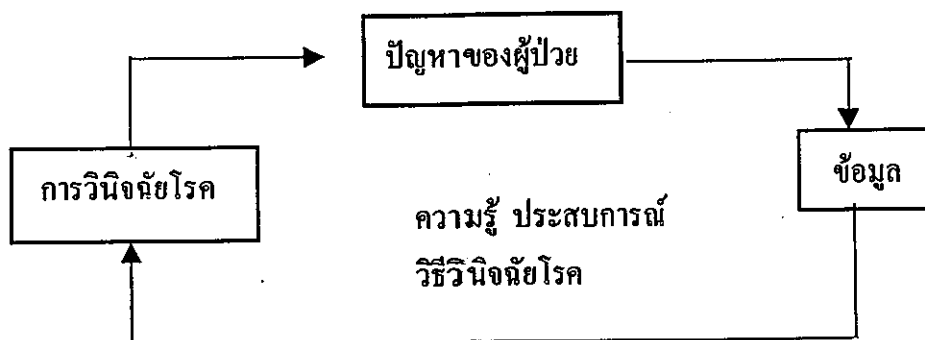 ปัญหาของผู้ป่วย
การวินิจฉัยโรค
ข้อมูล
ความรู้ ประสบการณ์
วิธีวินิจฉัยโรค